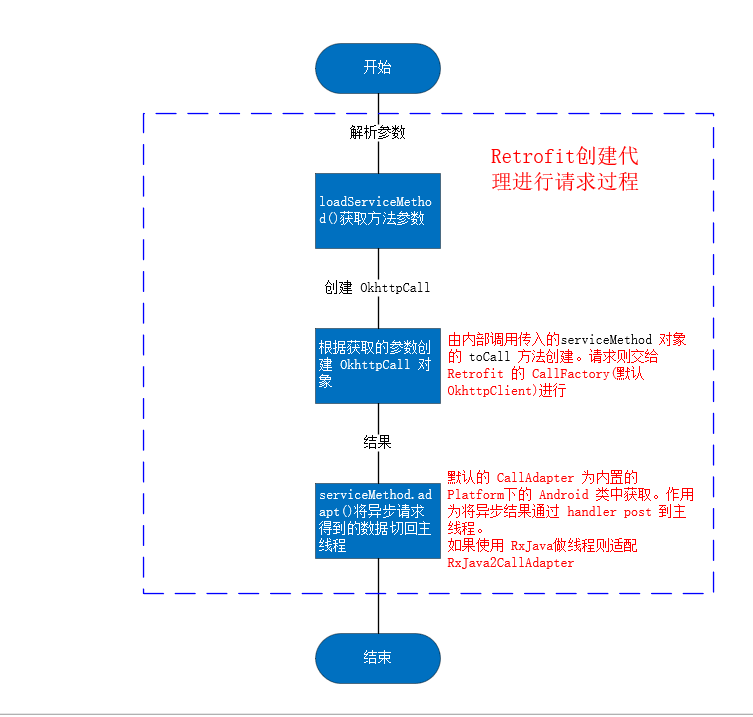 开始
解析参数
Retrofit创建代
理进行请求过程
loadServiceMetho
d()获取方法参数
创建 OkhttpCall
根据获取的参数创
建 OkhttpCall 对
象
由内部调用传入的serviceMethod 对象
的 toCall 方法创建。请求则交给
Retrofit 的 CallFactory(默认
OkhttpClient)进行
结果
serviceMethod.ad
apt()将异步请求
得到的数据切回主
线程
默认的 CallAdapter 为内置的
Platform下的 Android 类中获取。作用
为将异步结果通过 handler post 到主
线程。
如果使用 RxJava做线程则适配
RxJava2CallAdapter
结束